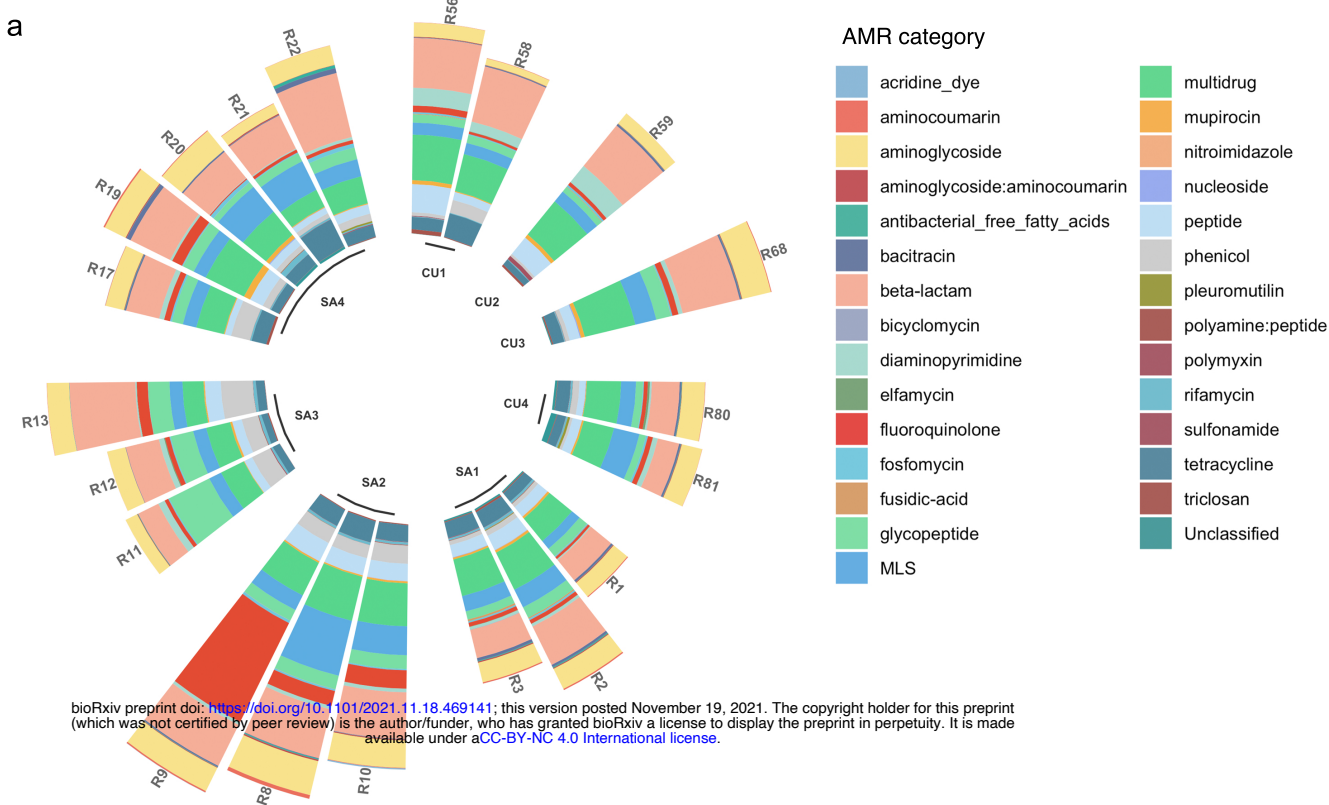 a
R56
R58
R59
R68
R80
R81
R1
R2
R3
R10
R8
R9
R11
R12
R13
R17
R19
R20
R21
R22
CU1
CU2
CU3
CU4
SA1
SA2
SA3
SA4
AMR category
acridine_dye
aminocoumarin
aminoglycoside
aminoglycoside:aminocoumarin
antibacterial_free_fatty_acids
bacitracin
beta-lactam
bicyclomycin
diaminopyrimidine
elfamycin
fluoroquinolone
fosfomycin
fusidic-acid
glycopeptide
MLS
multidrug
mupirocin
nitroimidazole
nucleoside
peptide
phenicol
pleuromutilin
polyamine:peptide
polymyxin
rifamycin
sulfonamide
tetracycline
triclosan
Unclassified
bioRxiv preprint doi: https://doi.org/10.1101/2021.11.18.469141; this version posted November 19, 2021. The copyright holder for this preprint
(which was not certified by peer review) is the author/funder, who has granted bioRxiv a license to display the preprint in perpetuity. It is made
available under aCC-BY-NC 4.0 International license.